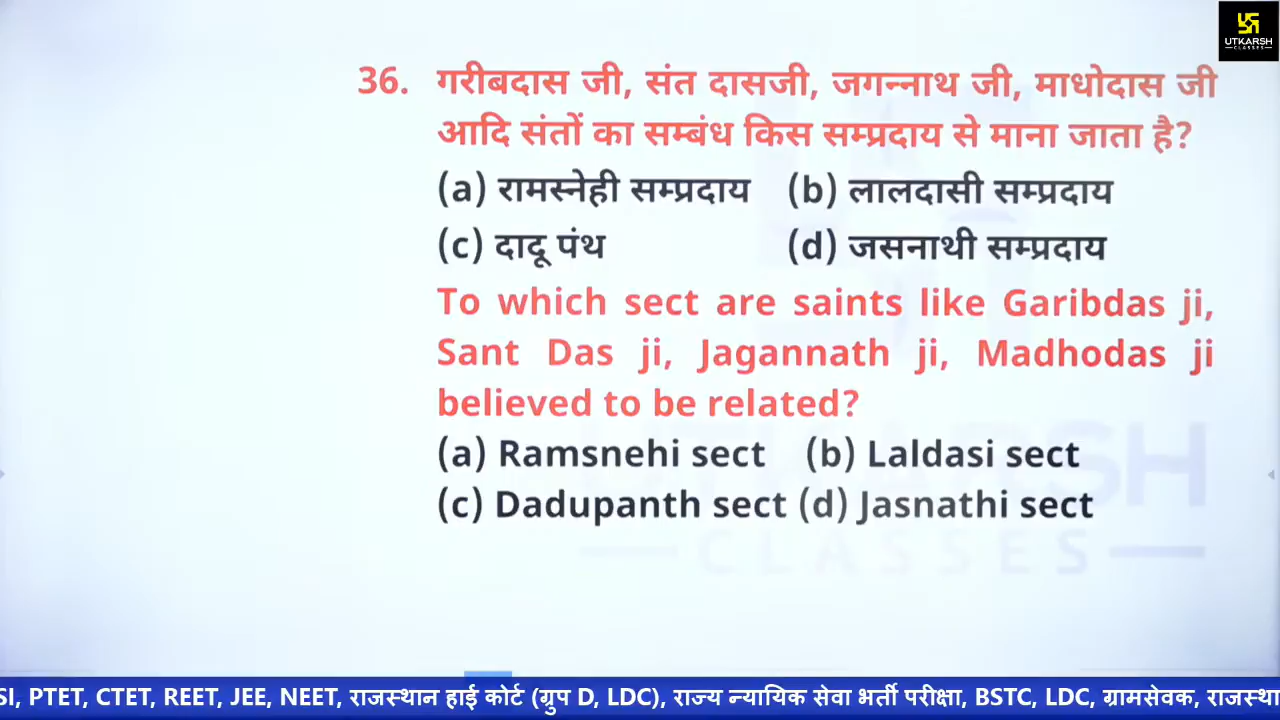 UTKARSH
CLASSES
36. गरीबदास जी, संत दासजी, जगन्नाथ जी, माधोदास जी
आदि संतों का सम्बंध किस सम्प्रदाय से माना जाता है?
(a) रामस्नेही सम्प्रदाय (b) लालदासी सम्प्रदाय
(c) दादू पंथ (d) जसनाथी सम्प्रदाय
To which sect are saints like Garibdas ji,
Sant Das ji, Jagannath ji, Madhodas ji
believed to be related?
(a) Ramsnehi sect (b) Laldasi sect
(c) Dadupanth sect (d) Jasnathi sect
UTKARSH
CLASSES
SI, PTET, CTET, REET, JEE, NEET, राजस्थान हाई कोर्ट (ग्रुप D, LDC), राज्य न्यायिक सेवा भर्ती परीक्षा, BSTC, LDC, ग्रामसेवक,